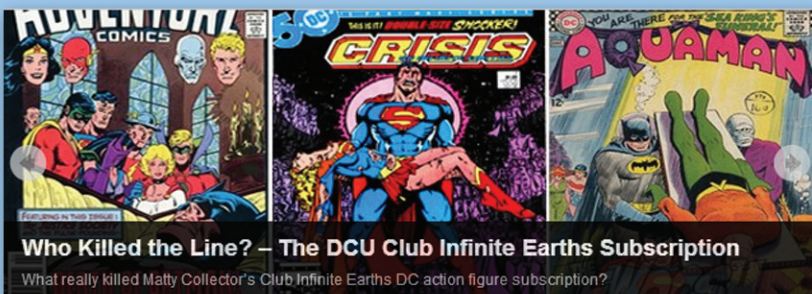 ADVENTURE
COMICS
FEATURING IN THIS ISSUE:
DC
THIS IS IT! DOUBLE-SIZE SHOCKER!
CRISIS
DC
YOU ARE THERE FOR THE "SEA KING'S
FUNERAL!"
AQUAMAN
12¢
Who Killed the Line? – The DCU Club Infinite Earths Subscription
What really killed Matty Collector's Club Infinite Earths DC action figure subscription?